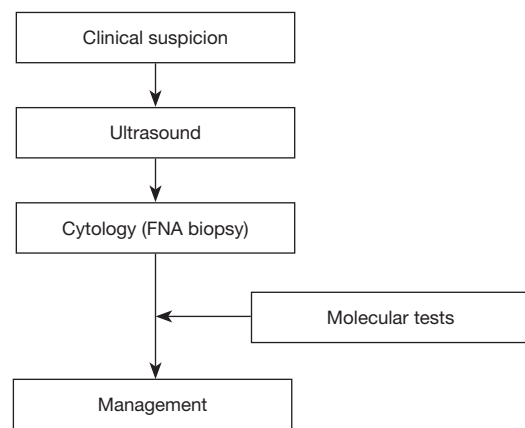 Clinical suspicion
Ultrasound
Cytology (FNA biopsy)
Molecular tests
Management